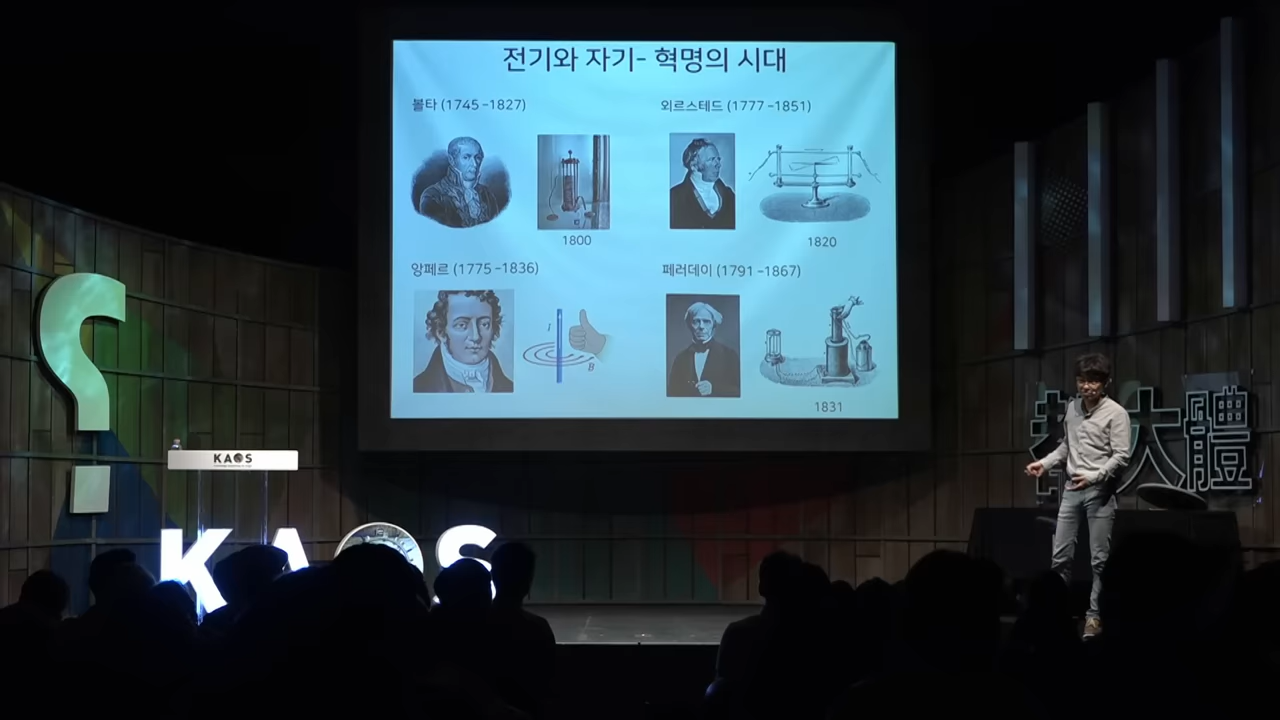 전기와 자기- 혁명의 시대
볼타 (1745 –1827)
외르스테드 (1777 –1851)
1800
1820
앙페르 (1775 –1836)
페러데이 (1791 –1867)
I
B
1831
KAOS
KAOS
都大體